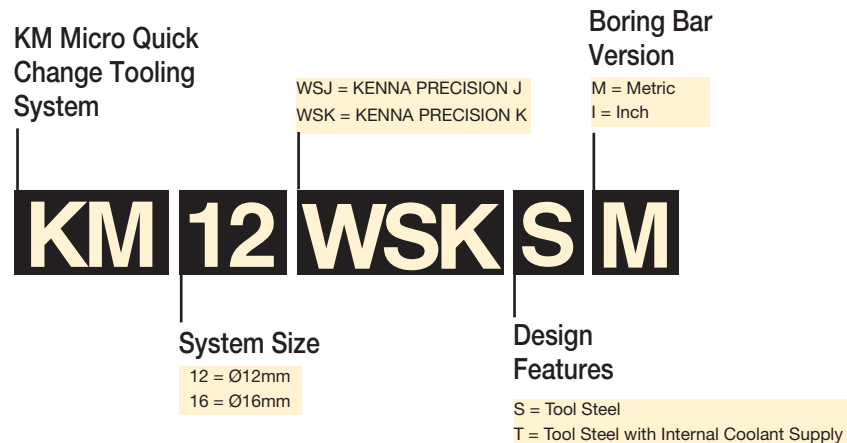 KM Micro Quick
Change Tooling
System
WSJ = KENNA PRECISION J
WSK = KENNA PRECISION K
Boring Bar
Version
M = Metric
I = Inch
KM 12 WSK S M
System Size
12 = Ø12mm
16 = Ø16mm
Design
Features
S = Tool Steel
T = Tool Steel with Internal Coolant Supply